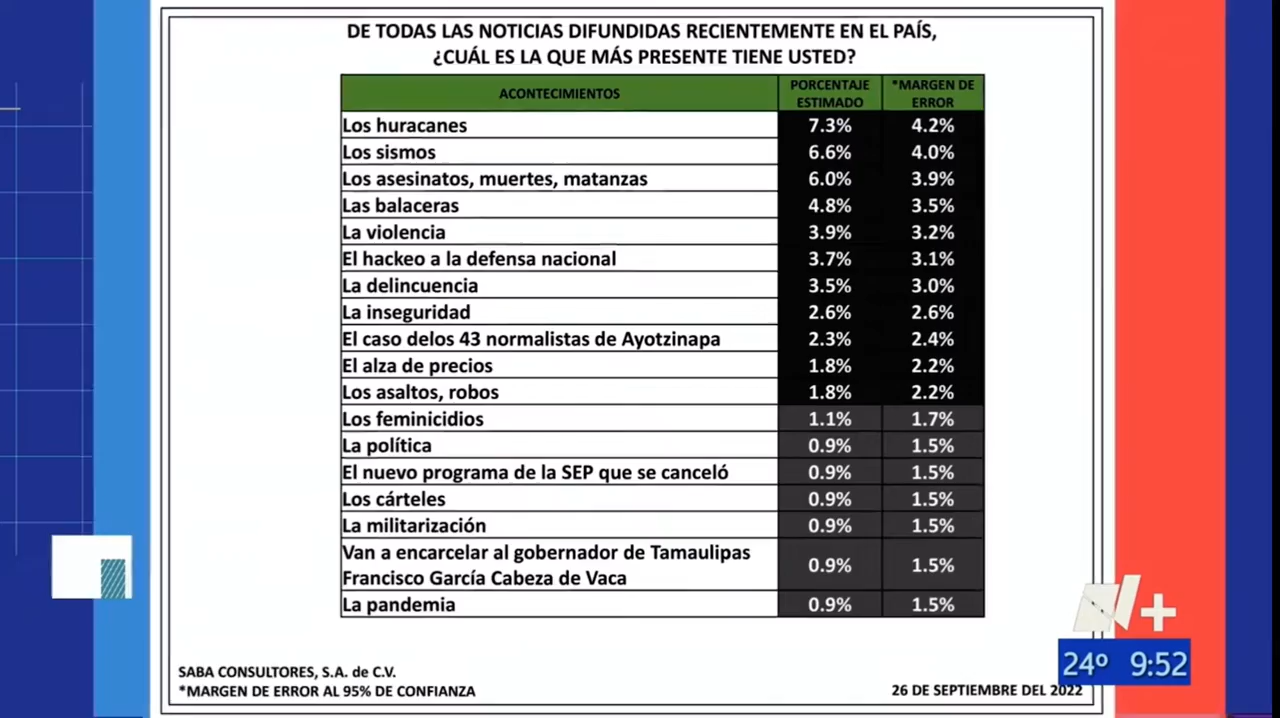 DE TODAS LAS NOTICIAS DIFUNDIDAS RECIENTEMENTE EN EL PAÍS,
¿CUÁL ES LA QUE MÁS PRESENTE TIENE USTED?
ACONTECIMIENTOS PORCENTAJE ESTIMADO *MARGEN DE ERROR
Los huracanes 7.3% 4.2%
Los sismos 6.6% 4.0%
Los asesinatos, muertes, matanzas 6.0% 3.9%
Las balaceras 4.8% 3.5%
La violencia 3.9% 3.2%
El hackeo a la defensa nacional 3.7% 3.1%
La delincuencia 3.5% 3.0%
La inseguridad 2.6% 2.6%
El caso delos 43 normalistas de Ayotzinapa 2.3% 2.4%
El alza de precios 1.8% 2.2%
Los asaltos, robos 1.8% 2.2%
Los feminicidios 1.1% 1.7%
La política 0.9% 1.5%
El nuevo programa de la SEP que se canceló 0.9% 1.5%
Los cárteles 0.9% 1.5%
La militarización 0.9% 1.5%
Van a encarcelar al gobernador de Tamaulipas
Francisco García Cabeza de Vaca 0.9% 1.5%
La pandemia 0.9% 1.5%
N+
SABA CONSULTORES, S.A. de C.V.
*MARGEN DE ERROR AL 95% DE CONFIANZA
26 DE SEPTIEMBRE DEL 2022
24º 9:52